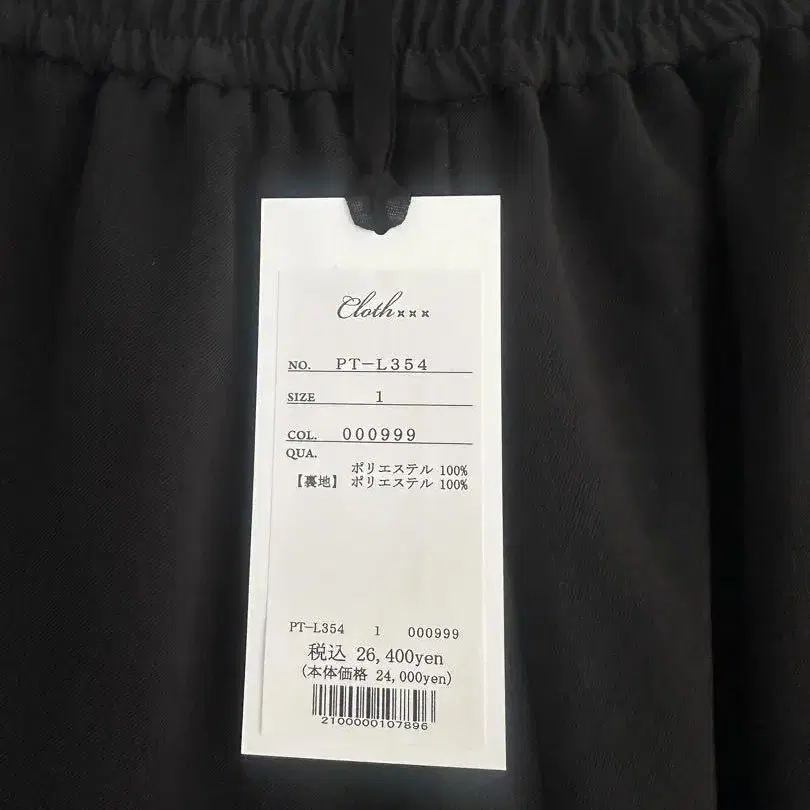 Cloth×××
NO. PT-L354
SIZE 1
COL. 000999
QUA.
ポリエステル 100%
【裏地】 ポリエステル 100%
PT-L354 1 000999
税込 26,400yen
(本体価格 24,000yen)
2100000107896